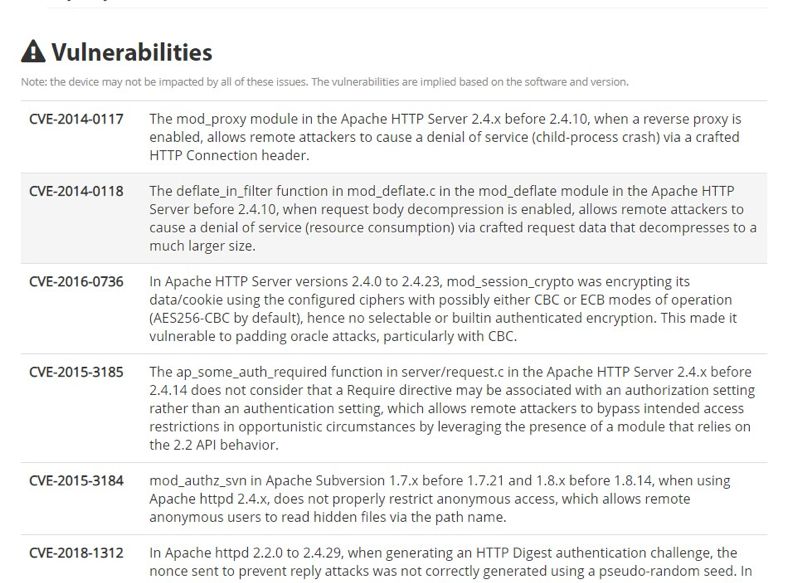 Vulnerabilities
Note: the device may not be impacted by all of these issues. The vulnerabilities are implied based on the software and version.
CVE-2014-0117 The mod_proxy module in the Apache HTTP Server 2.4.x before 2.4.10, when a reverse proxy is
enabled, allows remote attackers to cause a denial of service (child-process crash) via a crafted
HTTP Connection header.
CVE-2014-0118 The deflate_in_filter function in mod_deflate.c in the mod_deflate module in the Apache HTTP
Server before 2.4.10, when request body decompression is enabled, allows remote attackers to
cause a denial of service (resource consumption) via crafted request data that decompresses to a
much larger size.
CVE-2016-0736 In Apache HTTP Server versions 2.4.0 to 2.4.23, mod_session_crypto was encrypting its
data/cookie using the configured ciphers with possibly either CBC or ECB modes of operation
(AES256-CBC by default), hence no selectable or builtin authenticated encryption. This made it
vulnerable to padding oracle attacks, particularly with CBC.
CVE-2015-3185 The ap_some_auth_required function in server/request.c in the Apache HTTP Server 2.4.x before
2.4.14 does not consider that a Require directive may be associated with an authorization setting
rather than an authentication setting, which allows remote attackers to bypass intended access
restrictions in opportunistic circumstances by leveraging the presence of a module that relies on
the 2.2 API behavior.
CVE-2015-3184 mod_authz_svn in Apache Subversion 1.7.x before 1.7.21 and 1.8.x before 1.8.14, when using
Apache httpd 2.4.x, does not properly restrict anonymous access, which allows remote
anonymous users to read hidden files via the path name.
CVE-2018-1312 In Apache httpd 2.2.0 to 2.4.29, when generating an HTTP Digest authentication challenge, the
nonce sent to prevent reply attacks was not correctly generated using a pseudo-random seed. In